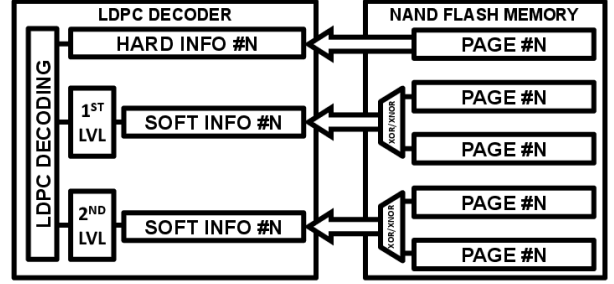 LDPC DECODER
NAND FLASH MEMORY
LDPC DECODING
HARD INFO #N
PAGE #N
1ST
LVL
SOFT INFO #N
XOR/XNOR
PAGE #N
PAGE #N
2ND
LVL
SOFT INFO #N
XOR/XNOR
PAGE #N
PAGE #N